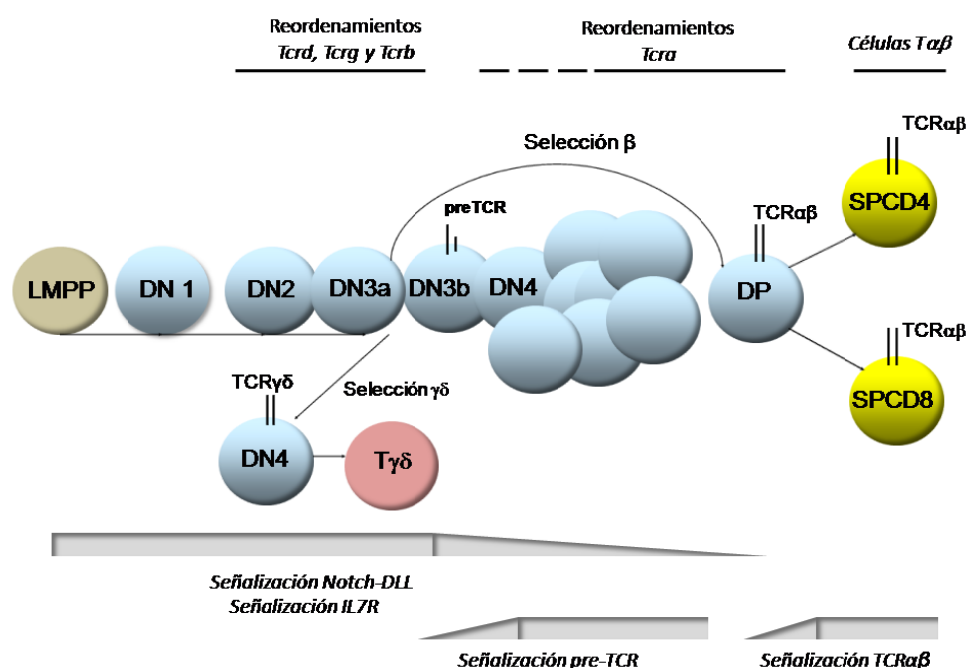 Reordenamientos
Tcrd, Tcrg y Tcrb
Reordenamientos
Tcra
Células Tαβ
TCRαβ
SPCD4
Selección β
preTCR
TCRαβ
LMPP
DN 1
DN2
DN3a
DN3b
DN4
DP
TCRαβ
SPCD8
TCRγδ
Selección γδ
DN4
Tγδ
Señalización Notch-DLL
Señalización IL7R
Señalización pre-TCR
Señalización TCRαβ